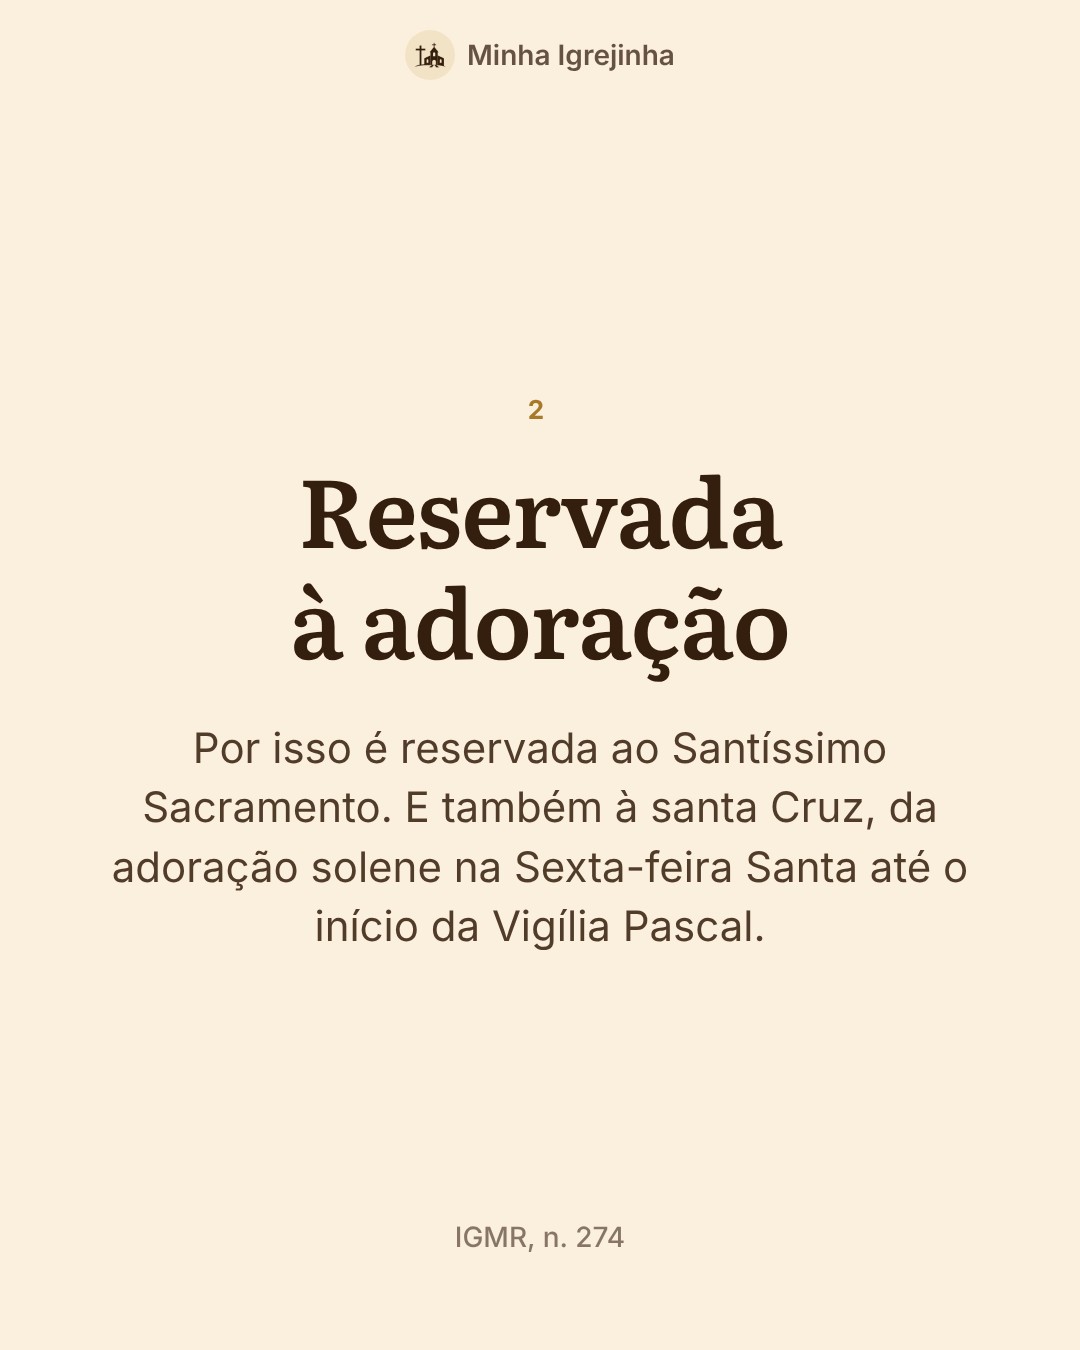 Minha Igrejinha
2
Reservada
à adoração
Por isso é reservada ao Santíssimo
Sacramento. E também à santa Cruz, da
adoração solene na Sexta-feira Santa até o
início da Vigília Pascal.
IGMR, n. 274